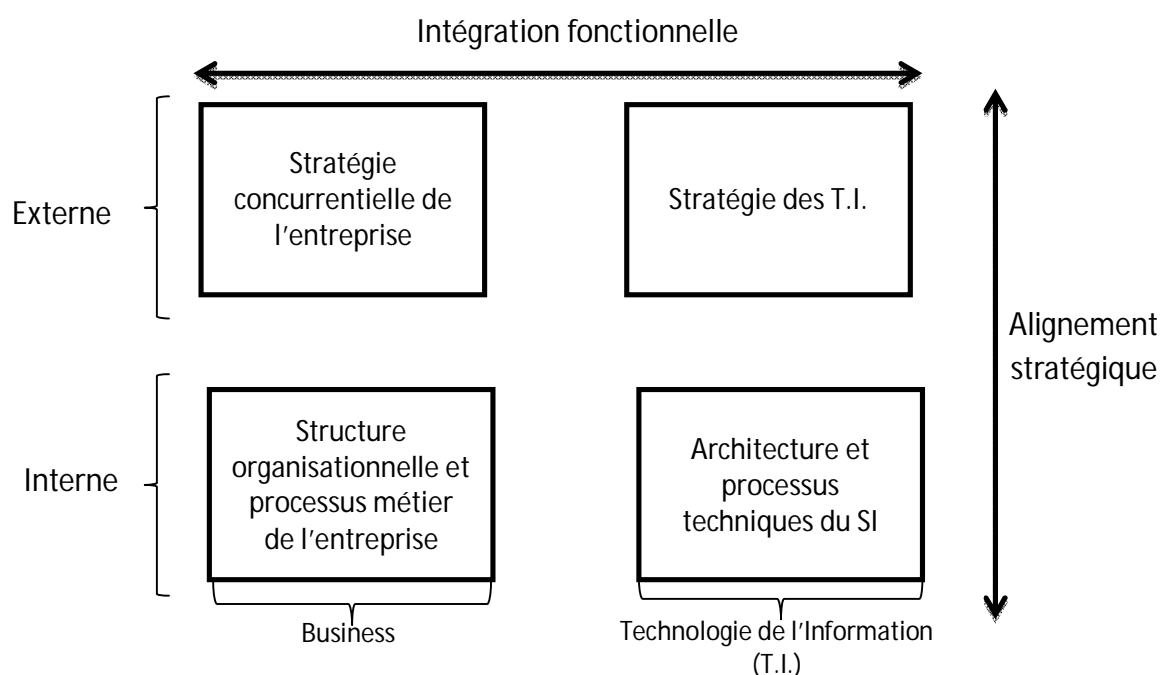 Intégration fonctionnelle
Externe
Stratégie
concurrentielle de
l'entreprise
Stratégie des T.I.
Alignement
stratégique
Interne
Structure
organisationnelle et
processus métier
de l'entreprise
Architecture et
processus
techniques du SI
Business
Technologie de l'Information
(T.I.)